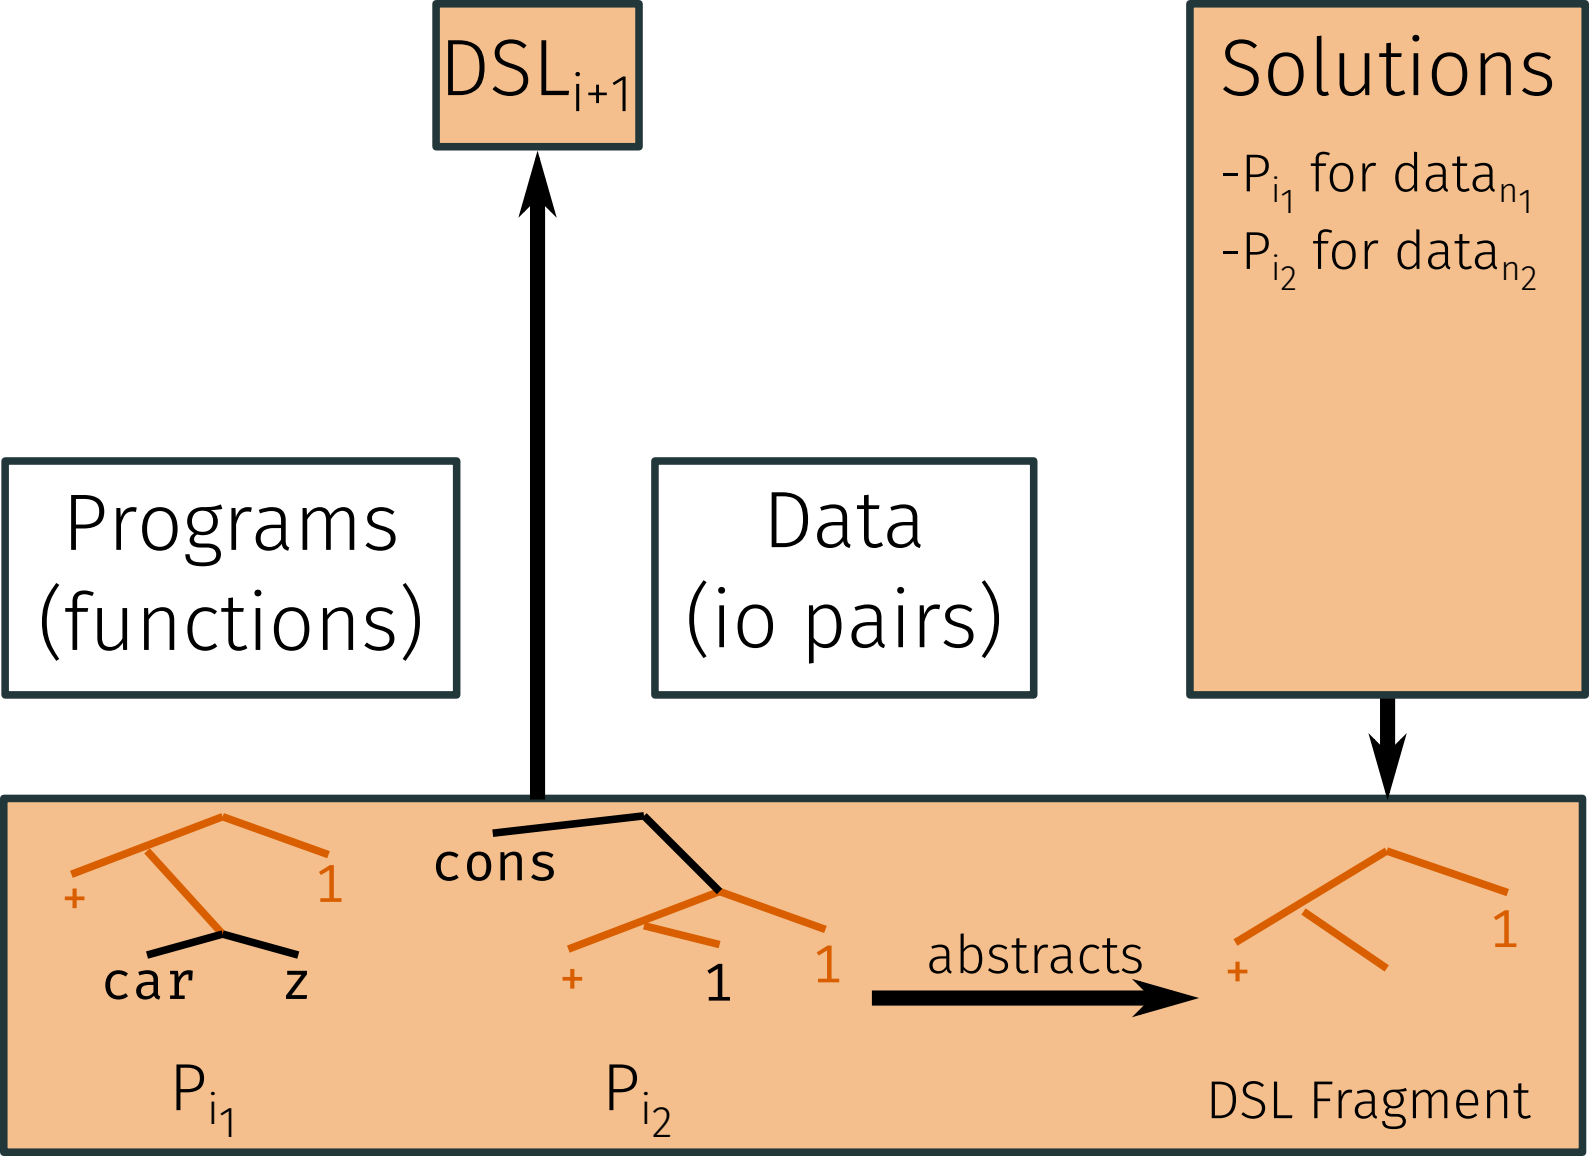 DSLi+1
Solutions
-Pi1 for datan1
-Pi2 for datan2
Programs
(functions)
Data
(io pairs)
+
car
z
1
Pi1
cons
+
1
1
Pi2
abstracts
+
1
DSL Fragment